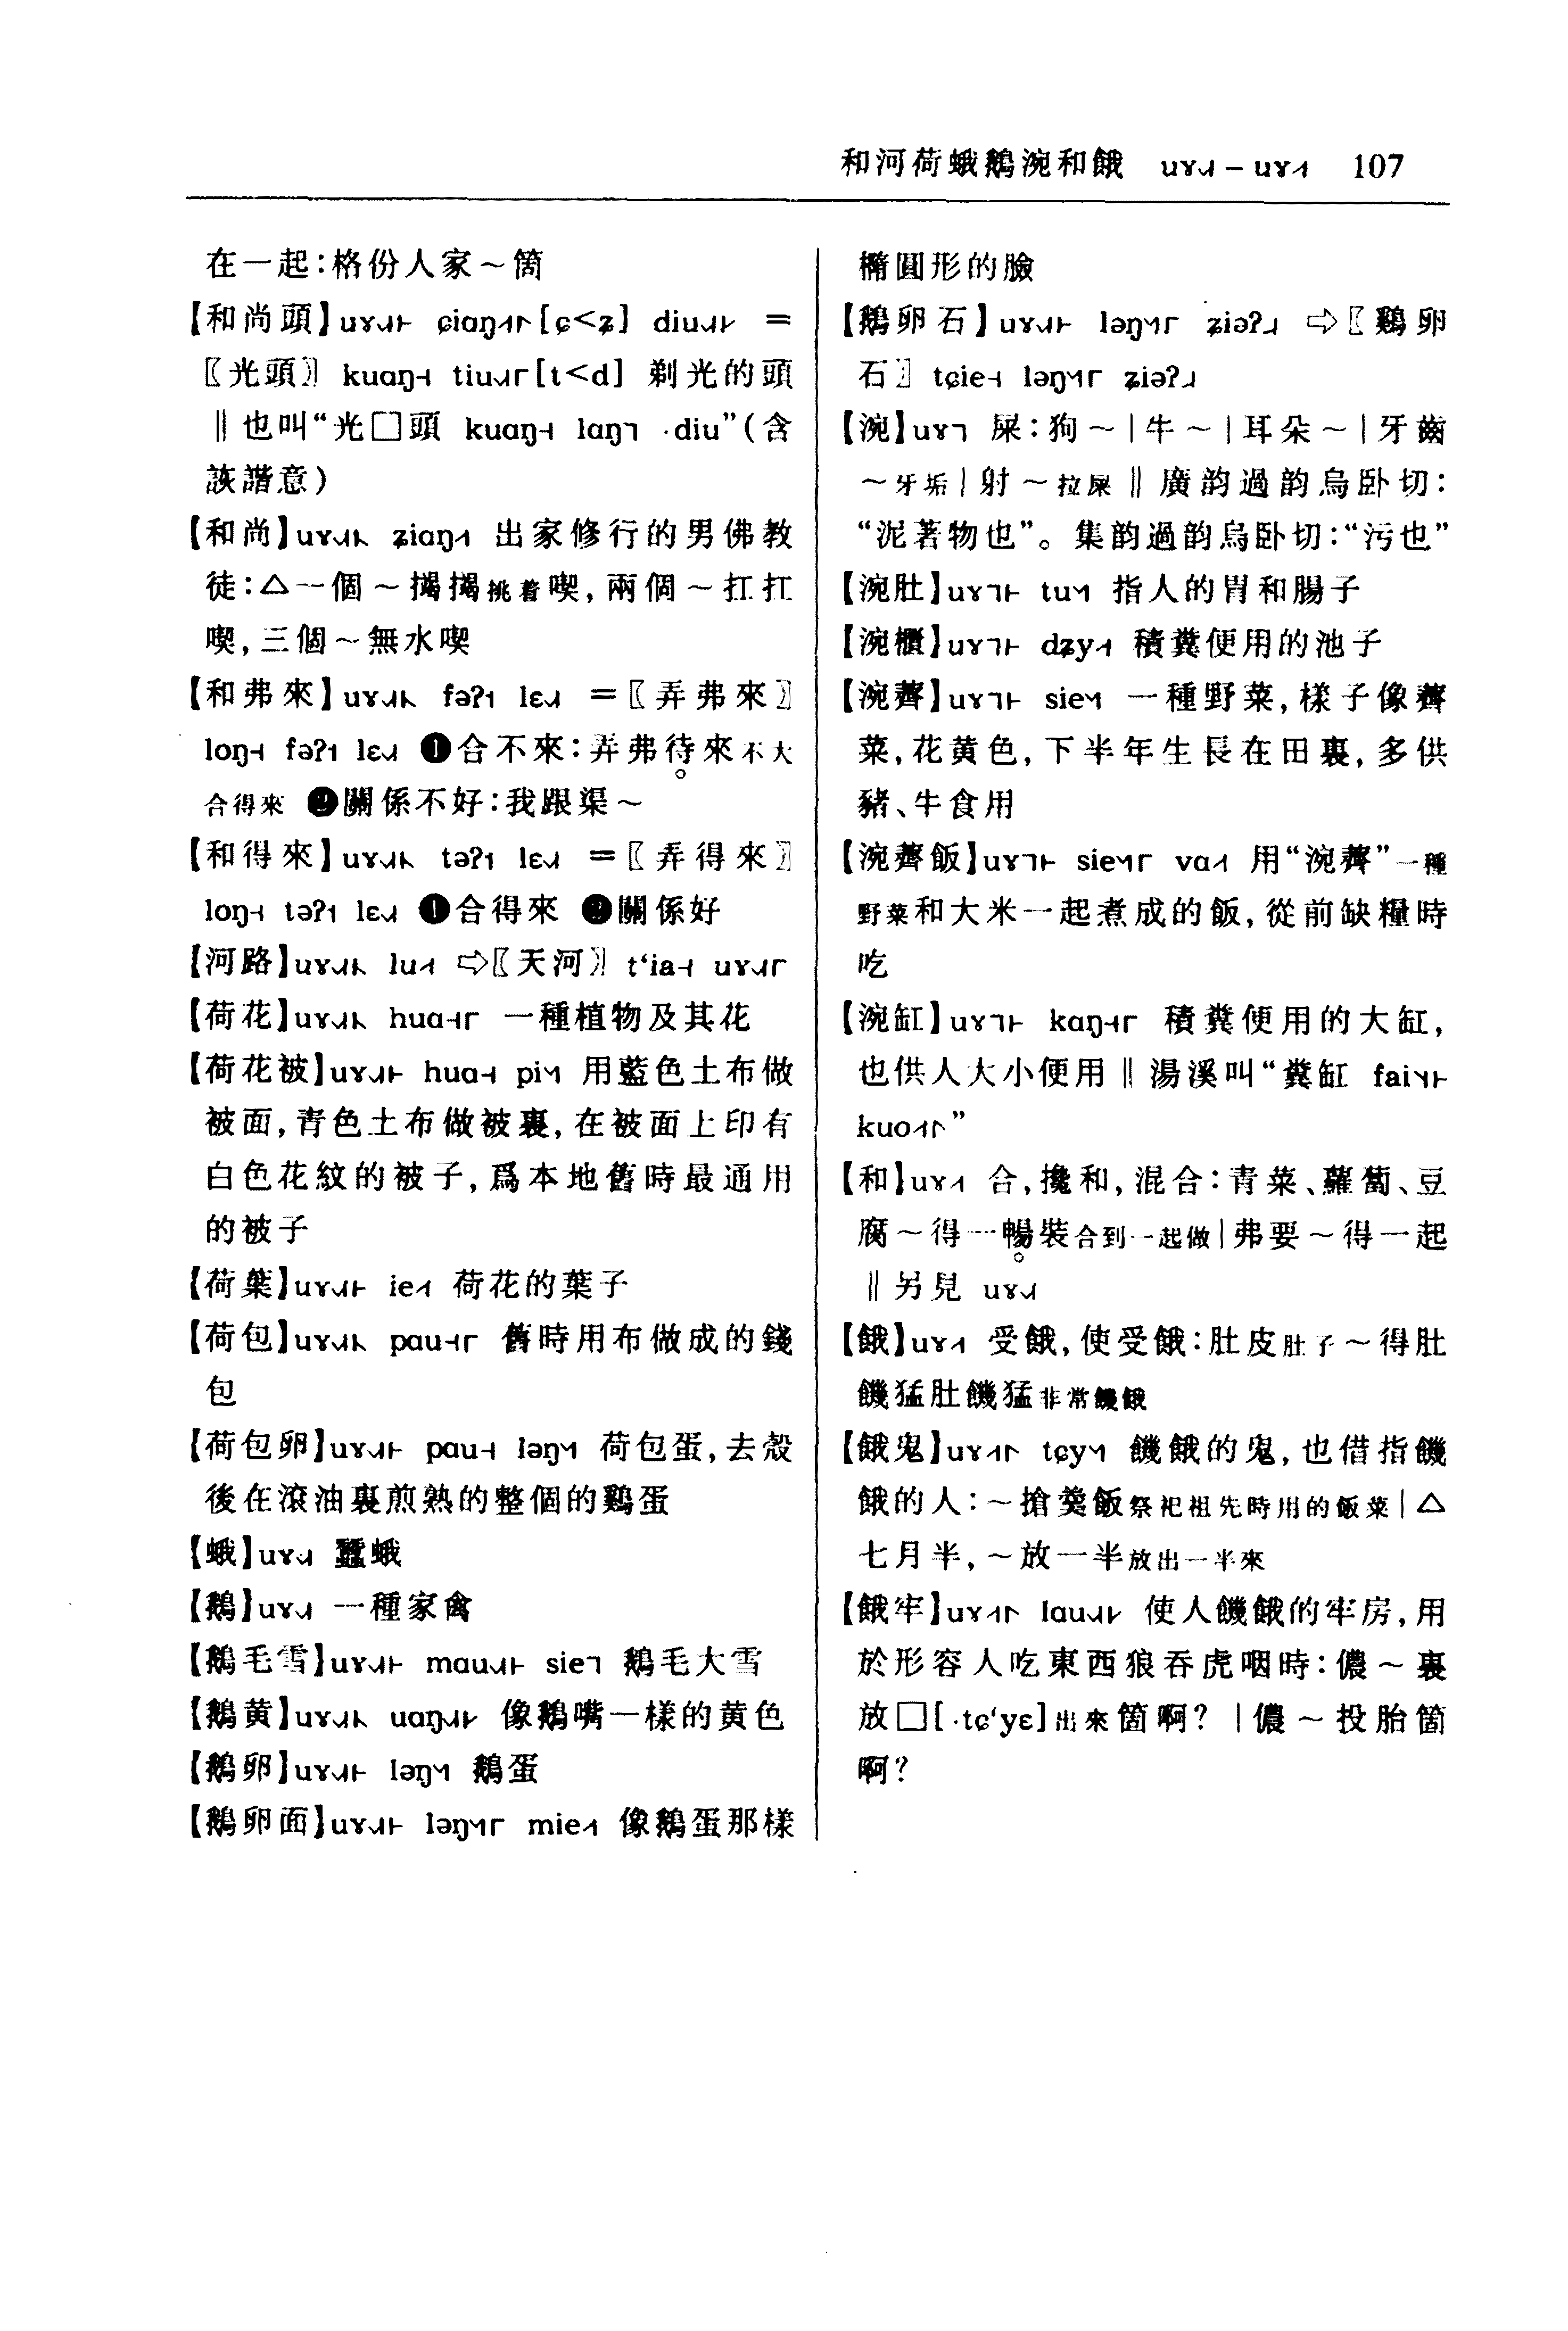 和河荷蛾鵝涴和餓 uɤ˩˧ – uɤ˨˦ 107
在一起：格份人家～箇
【和尚頭】uɤ ɕiɑŋ [ɕ<ʑ] diu =
〖光頭〗 kuɑŋ tiu [t<d] 剃光的頭
‖也叫“光□頭 kuɑŋ lɑŋ ·diu”（含
詼諧意）
【和尚】uɤ ʑiɑŋ 出家修行的男佛教
徒：△一個～揭揭挑着喫，兩個～扛扛
喫，三個～無水喫
【和弗來】uɤ fəʔ lɛ =〖弄弗來〗
loŋ fəʔ lɛ ❶合不來：弄弗待來不大
合得來 ❷關係不好：我跟渠～
【和得來】uɤ təʔ lɛ =〖弄得來〗
loŋ təʔ lɛ ❶合得來 ❷關係好
【河路】uɤ lu ⇨〖天河〗 t‘ia uɤ
【荷花】uɤ huɑ 一種植物及其花
【荷花被】uɤ huɑ pi 用藍色土布做
被面，青色土布做被裏，在被面上印有
白色花紋的被子，爲本地舊時最通用
的被子
【荷葉】uɤ ie 荷花的葉子
【荷包】uɤ pɑu 舊時用布做成的錢
包
【荷包卵】uɤ pɑu ləŋ 荷包蛋，去殼
後在滾油裏煎熟的整個的鷄蛋
【蛾】uɤ 蠶蛾
【鵝】uɤ 一種家禽
【鵝毛雪】uɤ mɑu sie 鵝毛大雪
【鵝黄】uɤ uɑŋ 像鵝嘴一樣的黄色
【鵝卵】uɤ ləŋ 鵝蛋
【鵝卵面】uɤ ləŋ mie 像鵝蛋那樣
橢圓形的臉
【鵝卵石】uɤ ləŋ ʑiəʔ ⇨〖鷄卵
石〗 tɕie ləŋ ʑiəʔ
【涴】uɤ 屎：狗～|牛～|耳朵～|牙齒
～牙垢|射～拉屎‖廣韵過韵烏卧切：
“泥著物也”。集韵過韵烏卧切：“污也”
【涴肚】uɤ tu 指人的胃和腸子
【涴櫃】uɤ dʑy 積糞便用的池子
【涴薺】uɤ sie 一種野菜，樣子像薺
菜，花黄色，下半年生長在田裏，多供
豬、牛食用
【涴薺飯】uɤ sie vɑ 用“涴薺”一種
野菜和大米一起煮成的飯，從前缺糧時
吃
【涴缸】uɤ kɑŋ 積糞便用的大缸，
也供人大小便用‖湯溪叫“糞缸 fai
kuo”
【和】uɤ 合，攙和，混合：青菜、蘿蔔、豆
腐～得一暢裝合到一起做|弗要～得一起
‖另見 uɤ
【餓】uɤ 受餓，使受餓：肚皮肚子～得肚
饑猛肚饑猛非常饑餓
【餓鬼】uɤ tɕy 饑餓的鬼，也借指饑
餓的人：～搶羮飯祭祀祖先時用的飯菜|△
七月半，～放一半放出一半來
【餓牢】uɤ lɑu 使人饑餓的牢房，用
於形容人吃東西狼吞虎咽時：儂～裏
放□[·tɕ‘yɛ]出來箇啊？|儂～投胎箇
啊？